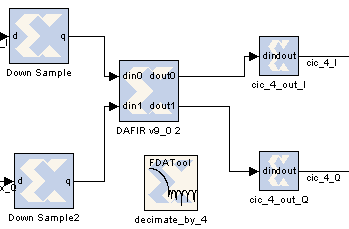 _I
d q
Down Sample
din0 dout0
din1 dout1
DAFIR v9_0 2
dindout
cic_4_I
cic_4_out_I
x_Q
d q
Down Sample2
FDATool
decimate_by_4
dindout
cic_4_Q
cic_4_out_Q